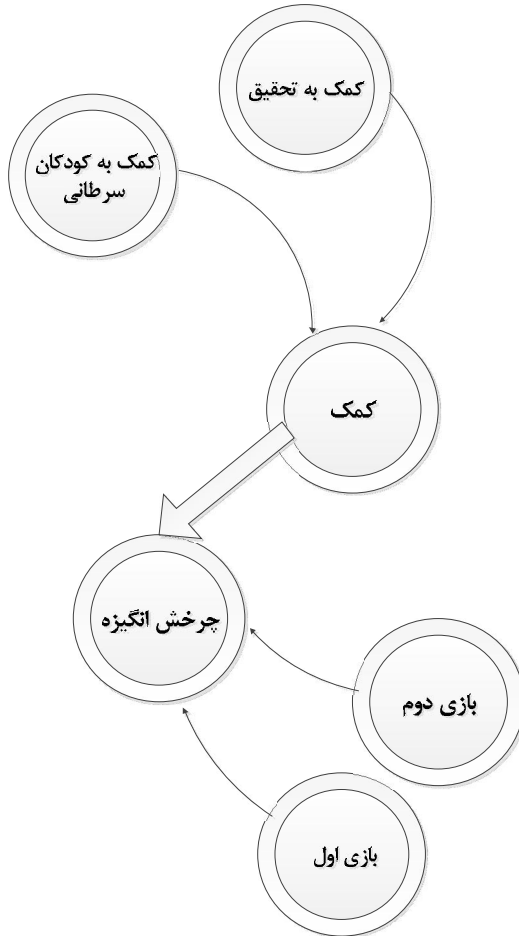 کمک به تحقیق
کمک به کودکان
سرطانی
کمک
چرخش انگیزه
بازی دوم
بازی اول